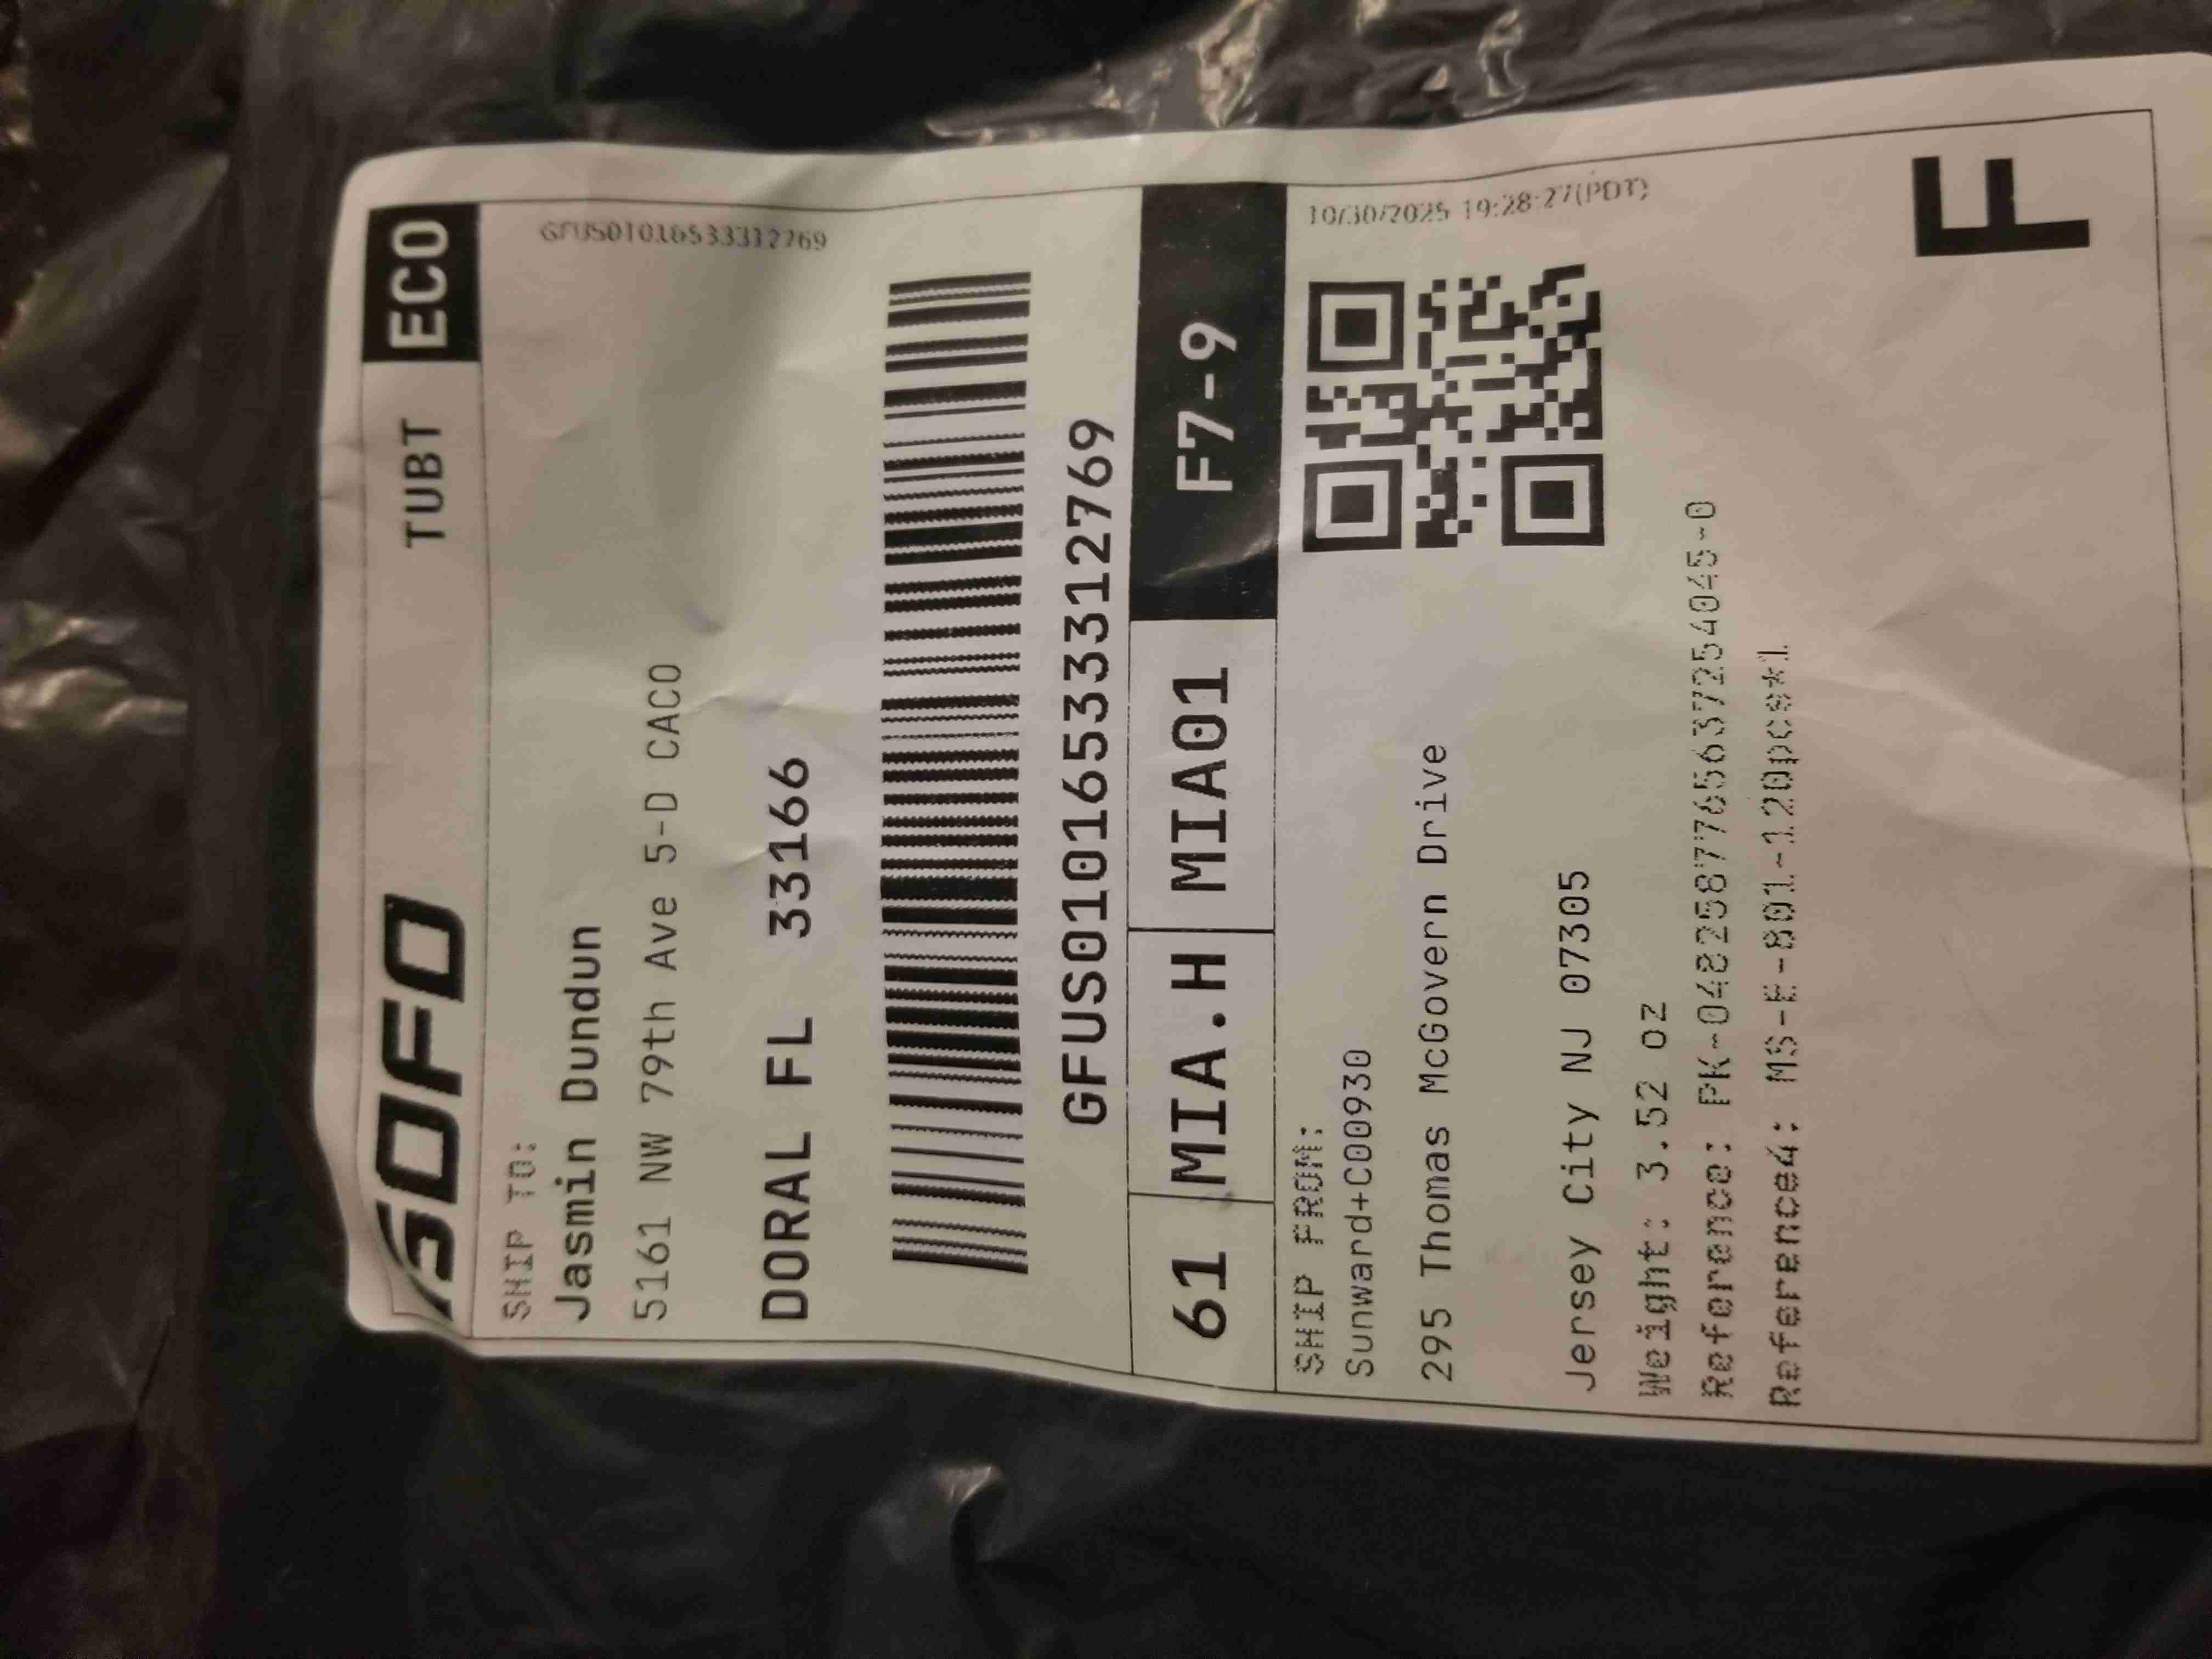 GOFO TUBT ECO
SHIP TO:
GFUS01016533312769
Jasmin Dundun
5161 NW 79th Ave 5-D CACO
DORAL FL 33166
GFUS01016533312769
61 MIA.H MIA01 F7-9
SHIP FROM:
10/30/2025 19:28:27(PDT)
Sunward+C00930
295 Thomas McGovern Drive
Jersey City NJ 07305
Weight: 3.52 oz
Reference: PK-0482587765637254045-0
Reference4: MS-E-801-120pcs*1
F